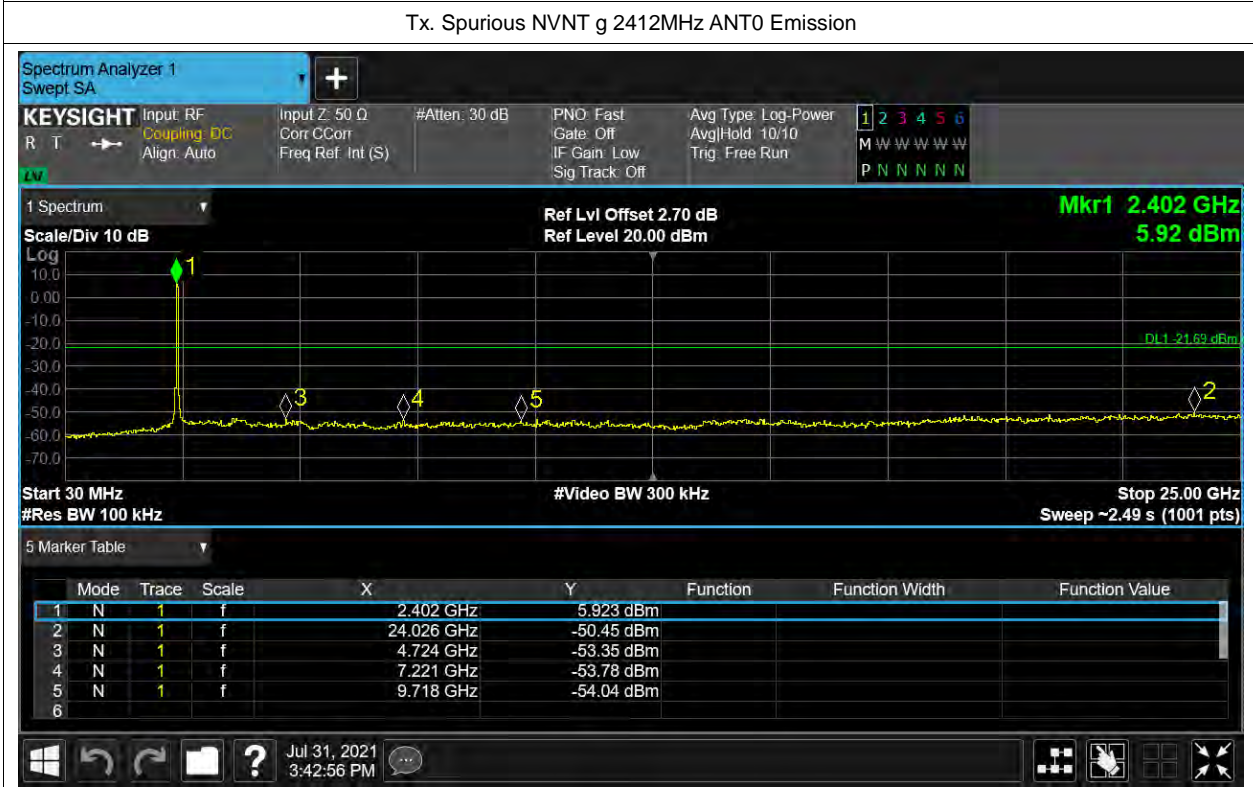 Tx. Spurious NVNT g 2412MHz ANT0 Emission
Spectrum Analyzer 1
Swept SA
+
KEYSIGHT Input: RF Input Z: 50 Ω #Atten: 30 dB PNO: Fast Avg Type: Log-Power 1 2 3 4 5 6
R T Coupling: DC Corr CCorr Gate: Off Avg|Hold: 10/10 M W W W W W
Align: Auto Freq Ref: Int (S) IF Gain: Low Trig: Free Run
Sig Track: Off P N N N N N
1 Spectrum Ref Lvl Offset 2.70 dB Mkr1 2.402 GHz
Scale/Div 10 dB Ref Level 20.00 dBm 5.92 dBm
Log
10.0 1
0.00
-10.0
-20.0 DL1 -21.69 dBm
-30.0
-40.0 3 4 5 2
-50.0
-60.0
-70.0
Start 30 MHz #Video BW 300 kHz Stop 25.00 GHz
#Res BW 100 kHz Sweep ~2.49 s (1001 pts)
5 Marker Table
Mode Trace Scale X Y Function Function Width Function Value
1 N 1 f 2.402 GHz 5.923 dBm
2 N 1 f 24.026 GHz -50.45 dBm
3 N 1 f 4.724 GHz -53.35 dBm
4 N 1 f 7.221 GHz -53.78 dBm
5 N 1 f 9.718 GHz -54.04 dBm
6
? Jul 31, 2021
3:42:56 PM